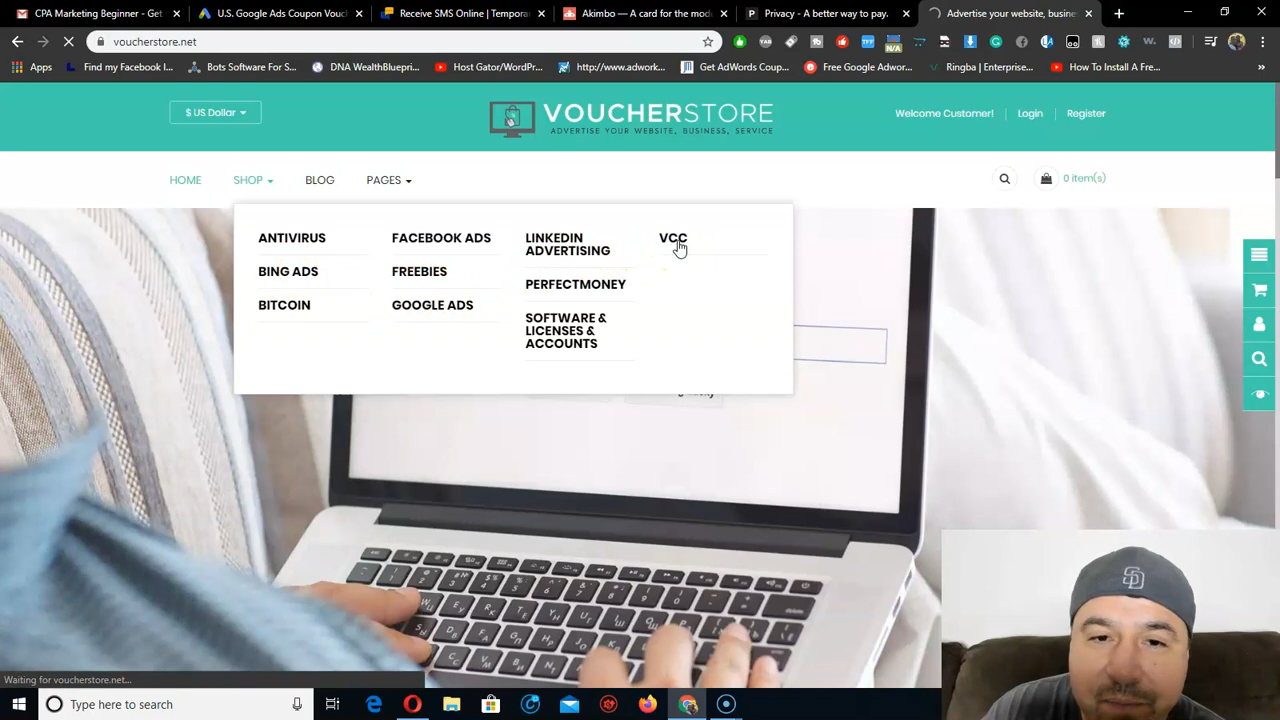 CPA Marketing Beginner - Get
U.S. Google Ads Coupon Vouch
Receive SMS Online | Tempora
Akimbo — A card for the mode
Privacy - A better way to pay.
Advertise your website, busine
voucherstore.net
Apps
Find my Facebook I...
Bots Software For S...
DNA WealthBluepri...
Host Gator/WordPr...
http://www.adwork...
Get AdWords Coup...
Free Google Adwor...
Ringba | Enterprise...
How To Install A Fre...
$ US Dollar
VOUCHERSTORE
ADVERTISE YOUR WEBSITE, BUSINESS, SERVICE
Welcome Customer!
Login
Register
HOME
SHOP
BLOG
PAGES
0 item(s)
ANTIVIRUS
BING ADS
BITCOIN
FACEBOOK ADS
FREEBIES
GOOGLE ADS
LINKEDIN
ADVERTISING
PERFECTMONEY
SOFTWARE &
LICENSES &
ACCOUNTS
VCC
Waiting for voucherstore.net...
Type here to search